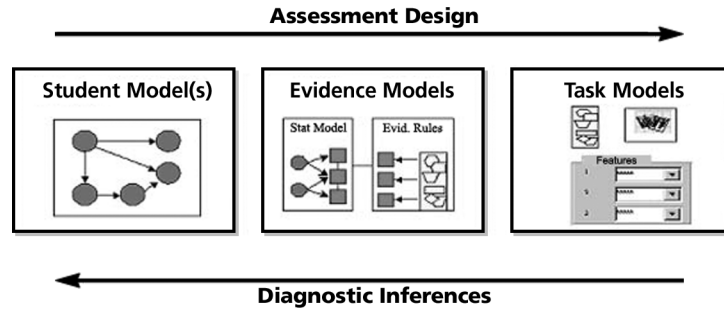 Assessment Design
Student Model(s)
Evidence Models
Stat Model
Evid. Rules
Task Models
Features
Diagnostic Inferences